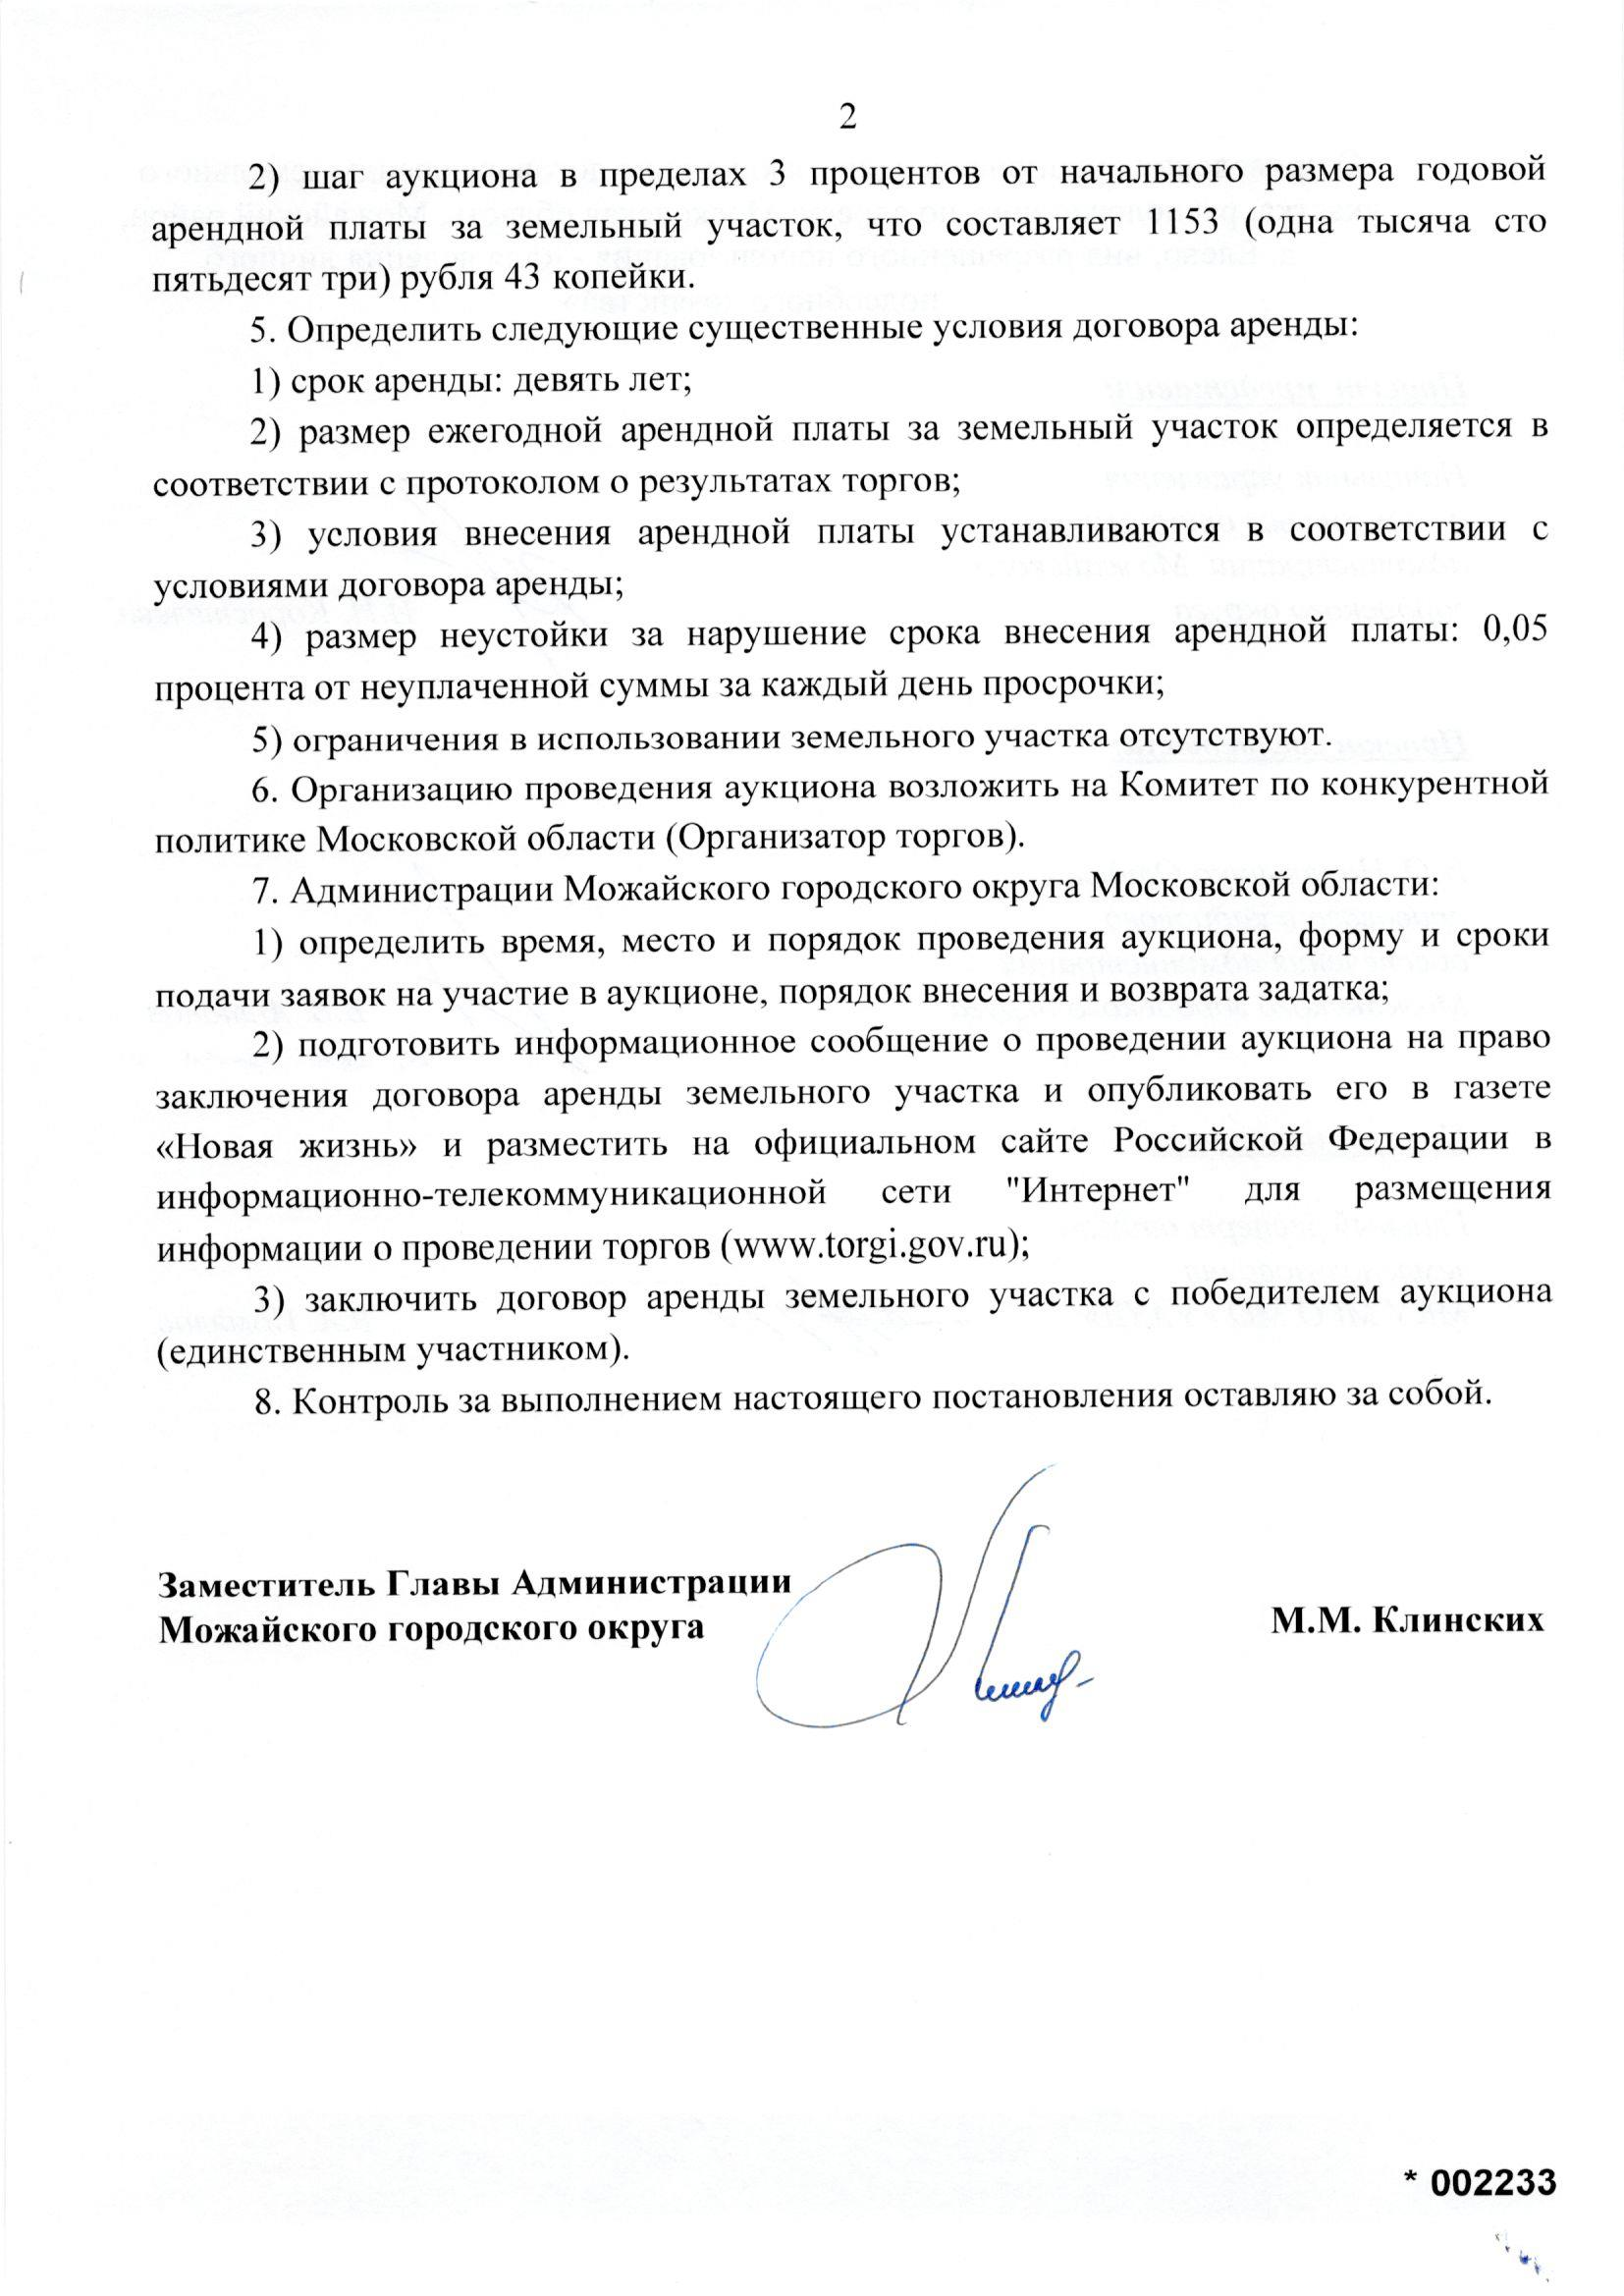 2
2) шаг аукциона в пределах 3 процентов от начального размера годовой
арендной платы за земельный участок, что составляет 1153 (одна тысяча сто
пятьдесят три) рубля 43 копейки.
5. Определить следующие существенные условия договора аренды:
1) срок аренды: девять лет;
2) размер ежегодной арендной платы за земельный участок определяется в
соответствии с протоколом о результатах торгов;
3) условия внесения арендной платы устанавливаются в соответствии с
условиями договора аренды;
4) размер неустойки за нарушение срока внесения арендной платы: 0,05
процента от неуплаченной суммы за каждый день просрочки;
5) ограничения в использовании земельного участка отсутствуют.
6. Организацию проведения аукциона возложить на Комитет по конкурентной
политике Московской области (Организатор торгов).
7. Администрации Можайского городского округа Московской области:
1) определить время, место и порядок проведения аукциона, форму и сроки
подачи заявок на участие в аукционе, порядок внесения и возврата задатка;
2) подготовить информационное сообщение о проведении аукциона на право
заключения договора аренды земельного участка и опубликовать его в газете
«Новая жизнь» и разместить на официальном сайте Российской Федерации в
информационно-телекоммуникационной сети "Интернет" для размещения
информации о проведении торгов (www.torgi.gov.ru);
3) заключить договор аренды земельного участка с победителем аукциона
(единственным участником).
8. Контроль за выполнением настоящего постановления оставляю за собой.
Заместитель Главы Администрации
Можайского городского округа
М.М. Клинских
* 002233